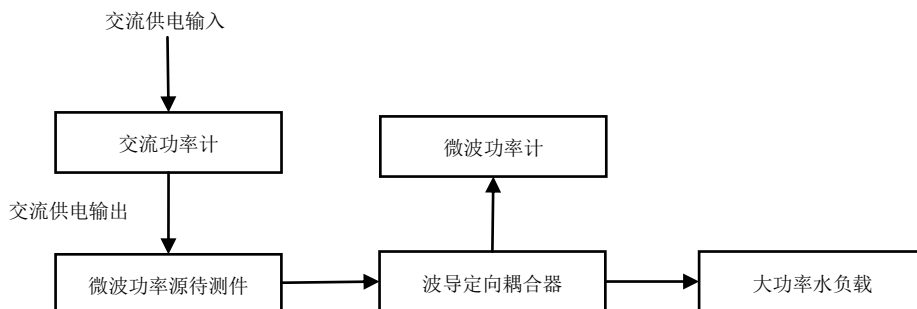 交流供电输入
交流功率计
微波功率计
交流供电输出
微波功率源待测件
波导定向耦合器
大功率水负载